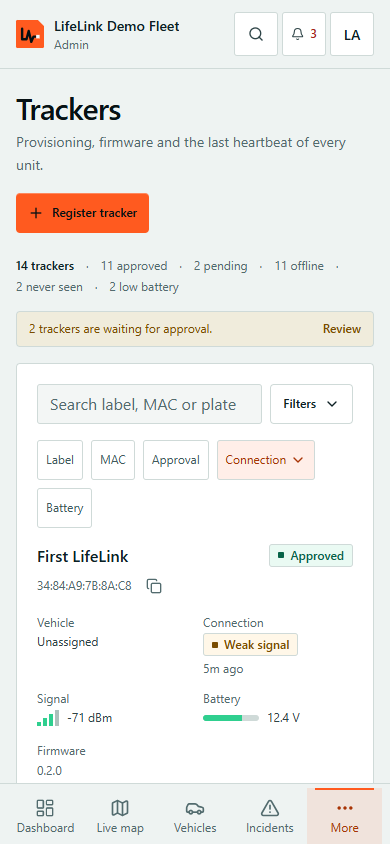 LifeLink Demo Fleet
Admin
3
LA
Trackers
Provisioning, firmware and the last heartbeat of every
unit.
+ Register tracker
14 trackers · 11 approved · 2 pending · 11 offline ·
2 never seen · 2 low battery
2 trackers are waiting for approval. Review
Search label, MAC or plate Filters
Label MAC Approval Connection
Battery
First LifeLink Approved
34:84:A9:7B:8A:C8
Vehicle Connection
Unassigned Weak signal
5m ago
Signal Battery
-71 dBm 12.4 V
Firmware
0.2.0
Dashboard Live map Vehicles Incidents More